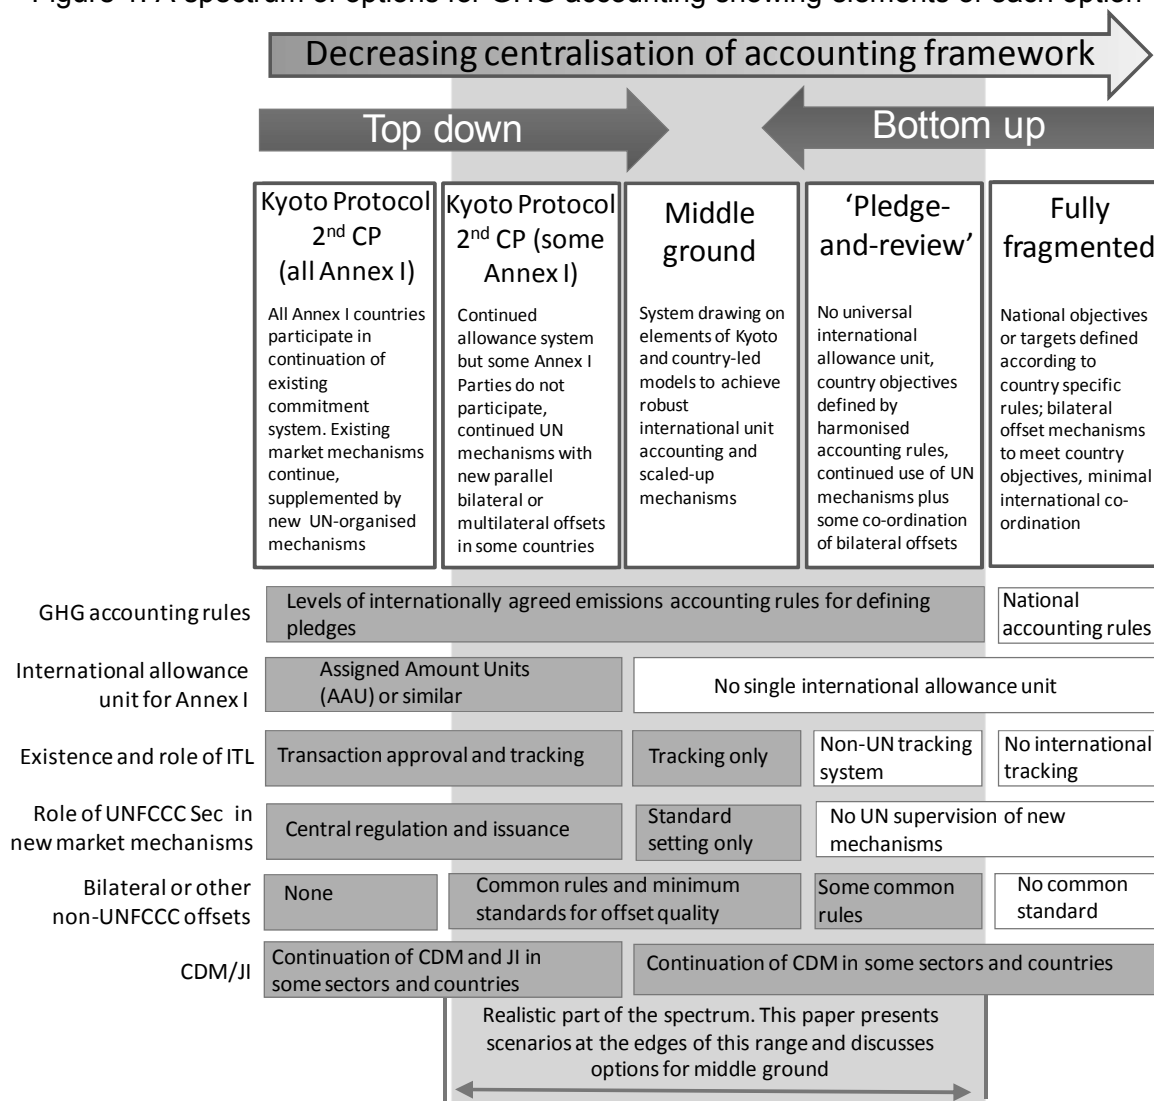 Figure 1: A spectrum of options for GHG accounting showing elements of each option
Decreasing centralisation of accounting framework
Top down
Bottom up
Kyoto Protocol
2nd CP
(all Annex I)
All Annex I countries
participate in
continuation of
existing
commitment
system. Existing
market mechanisms
continue,
supplemented by
new UN-organised
mechanisms
Kyoto Protocol
2nd CP (some
Annex I)
Continued
allowance system
but some Annex I
Parties do not
participate,
continued UN
mechanisms with
new parallel
bilateral or
multilateral offsets
in some countries
Middle
ground
System drawing on
elements of Kyoto
and country-led
models to achieve
robust
international unit
accounting and
scaled-up
mechanisms
‘Pledge-
and-review’
No universal
international
allowance unit,
country objectives
defined by
harmonised
accounting rules,
continued use of UN
mechanisms plus
some co-ordination
of bilateral offsets
Fully
fragmented
National objectives
or targets defined
according to
country specific
rules; bilateral
offset mechanisms
to meet country
objectives, minimal
international co-
ordination
GHG accounting rules
Levels of internationally agreed emissions accounting rules for defining
pledges
National
accounting rules
International allowance
unit for Annex I
Assigned Amount Units
(AAU) or similar
No single international allowance unit
Existence and role of ITL
Transaction approval and tracking
Tracking only
Non-UN tracking
system
No international
tracking
Role of UNFCCC Sec in
new market mechanisms
Central regulation and issuance
Standard
setting only
No UN supervision of new
mechanisms
Bilateral or other
non-UNFCCC offsets
None
Common rules and minimum
standards for offset quality
Some common
rules
No common
standard
CDM/JI
Continuation of CDM and JI in
some sectors and countries
Continuation of CDM in some sectors and countries
Realistic part of the spectrum. This paper presents
scenarios at the edges of this range and discusses
options for middle ground